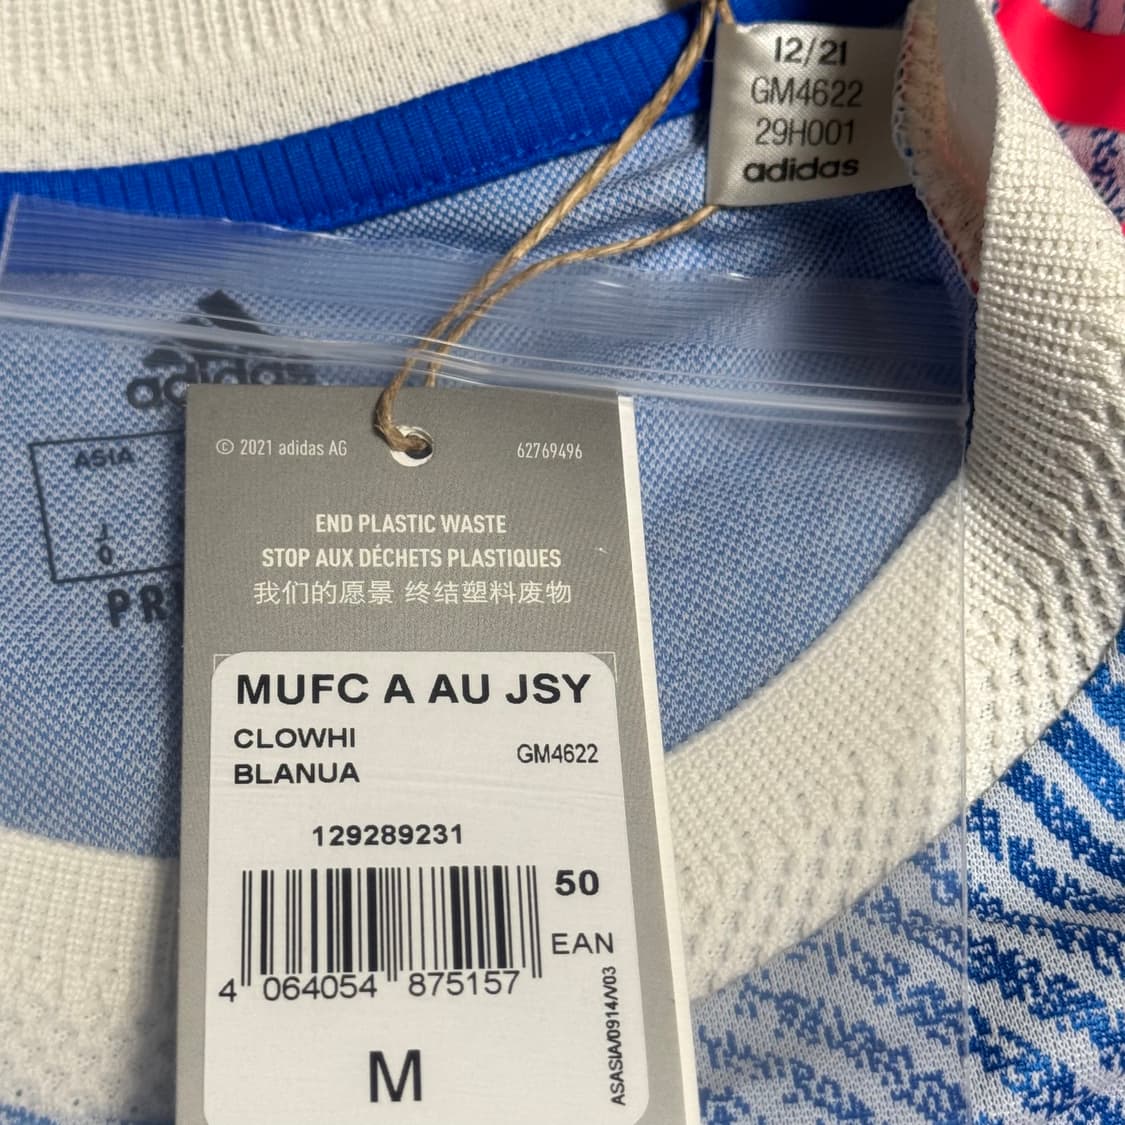 12/21
GM4622
29H001
adidas
adidas
ASIA
J
0
© 2021 adidas AG
62769496
END PLASTIC WASTE
STOP AUX DÉCHETS PLASTIQUES
我们的愿景 终结塑料废物
MUFC A AU JSY
CLOWHI
GM4622
BLANUA
129289231
50
EAN
4 064054 875157
ASASIA/0914/V03
M